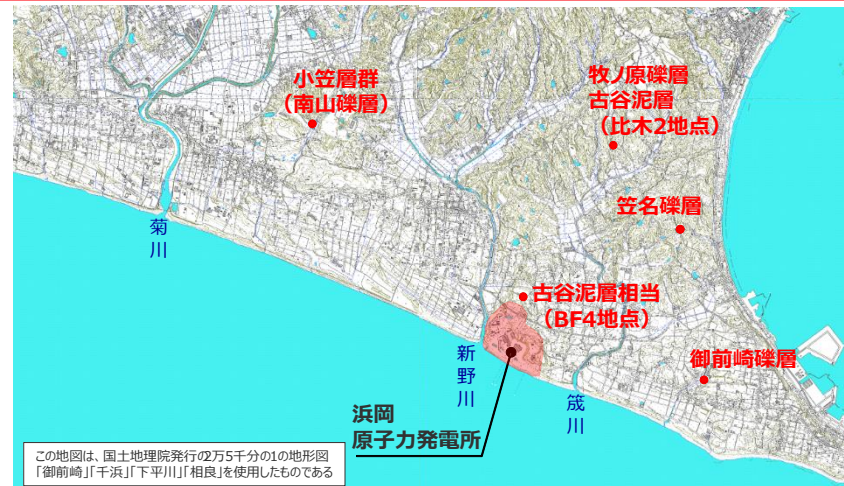 小笠層群
（南山礫層）
牧ノ原礫層
古谷泥層
（比木2地点）
笠名礫層
菊川
古谷泥層相当
（BF4地点）
新野川
御前崎礫層
筬川
浜岡
原子力発電所
この地図は、国土地理院発行の2万5千分の1の地形図
「御前崎」「千浜」「下平川」「相良」を使用したものである